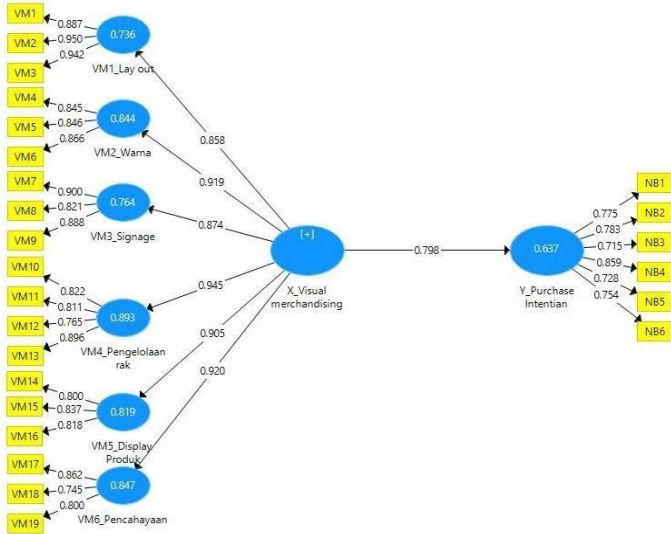 VM1
0.887
VM2
0.950
0.736
VM3
0.942
VM1_Lay out
VM4
0.845
VM5
0.846
0.844
VM6
0.866
VM2_Warna
VM7
0.900
VM8
0.821
0.764
VM9
0.888
VM3_Signage
VM10
0.822
VM11
0.811
0.893
VM12
0.765
VM13
0.896
VM4_Pengelolaan
rak
VM14
0.800
VM15
0.837
0.819
VM16
0.818
VM5_Display
Produk
VM17
0.862
VM18
0.745
0.847
VM19
0.800
VM6_Pencahayaan
0.858
0.919
0.874
0.945
0.905
0.920
[+]
X_Visual
merchandising
0.798
0.637
Y_Purchase
Intentian
0.775
NB1
0.783
NB2
0.715
NB3
0.859
NB4
0.728
NB5
0.754
NB6